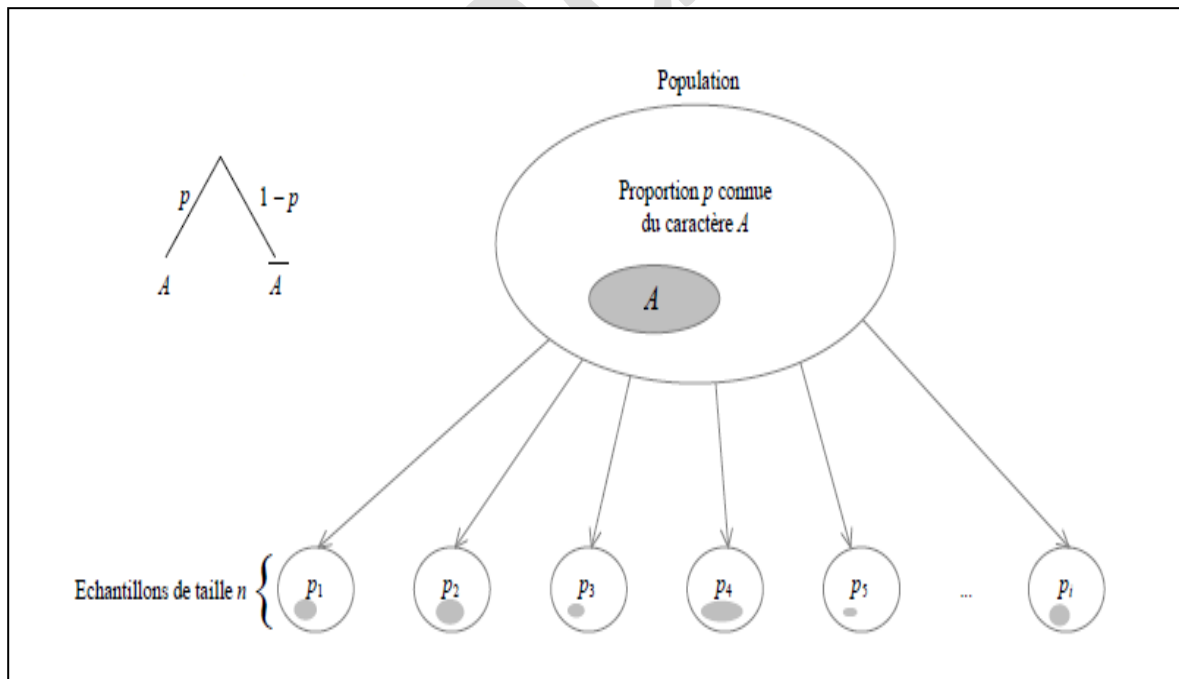 Population
Proportion p connue
du caractère A
A
p
1 – p
A
A̅
Echantillons de taille n
p₁
p₂
p₃
p₄
p₅
...
pᵢ